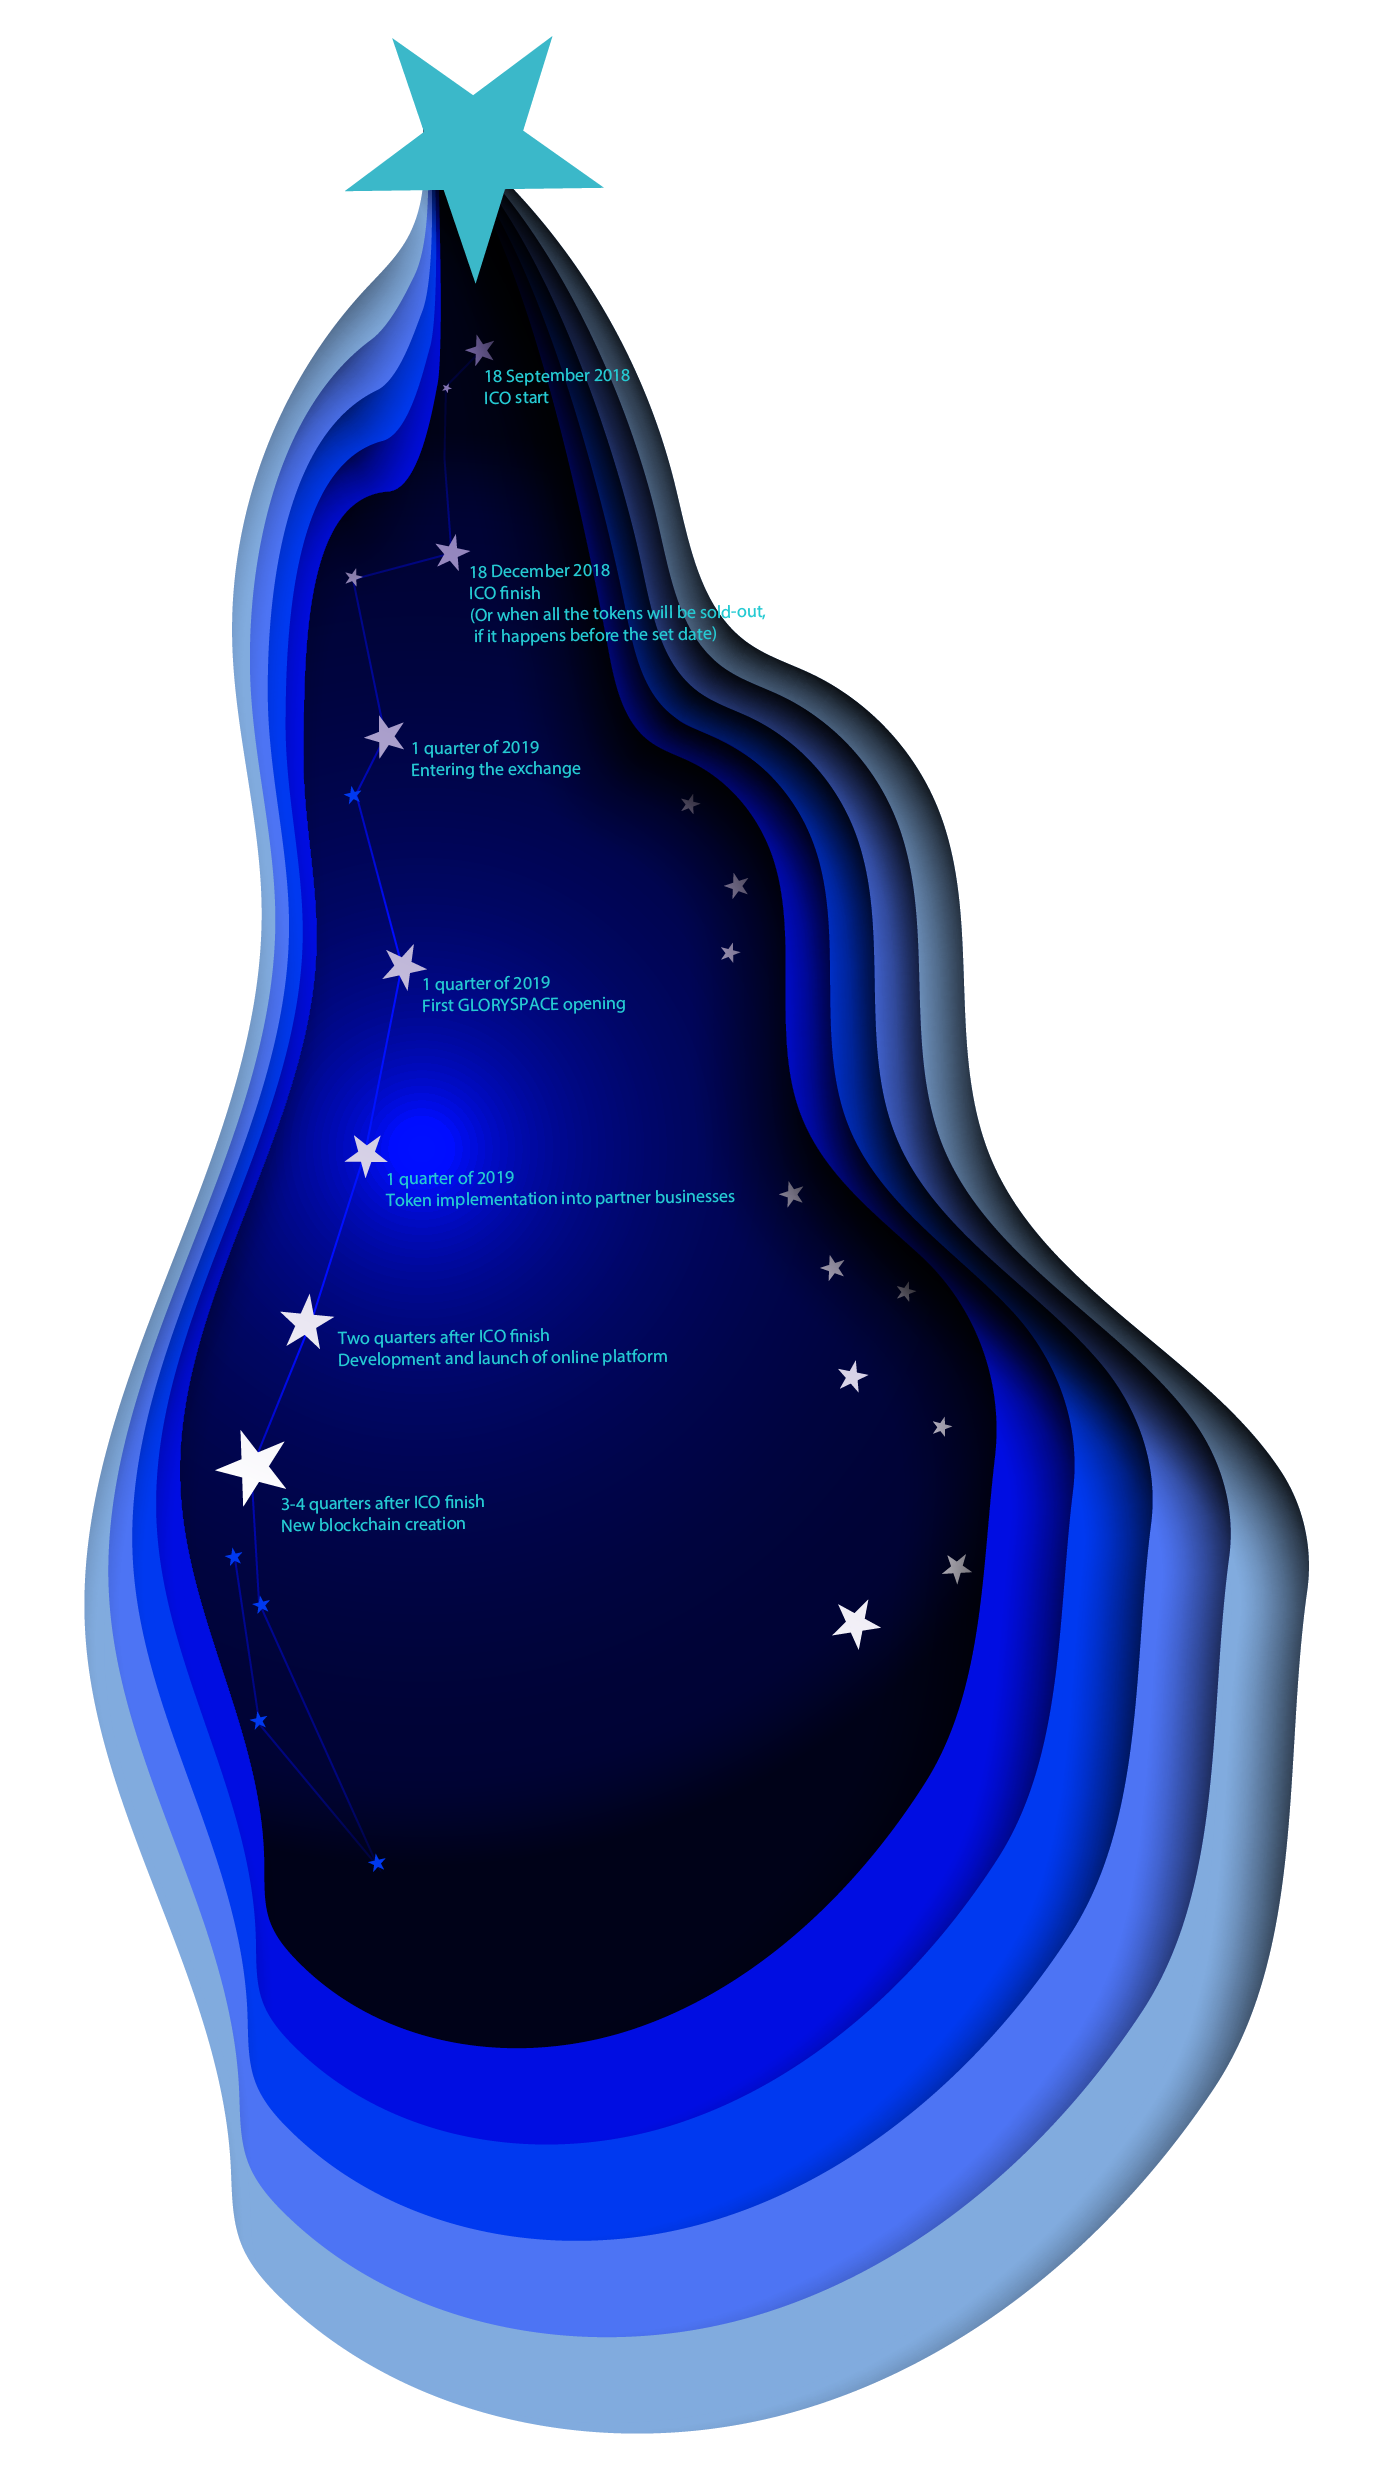 18 September 2018
ICO start
18 December 2018
ICO finish
(Or when all the tokens will be sold-out,
if it happens before the set date)
1 quarter of 2019
Entering the exchange
1 quarter of 2019
First GLORYSPACE opening
1 quarter of 2019
Token implementation into partner businesses
Two quarters after ICO finish
Development and launch of online platform
3-4 quarters after ICO finish
New blockchain creation